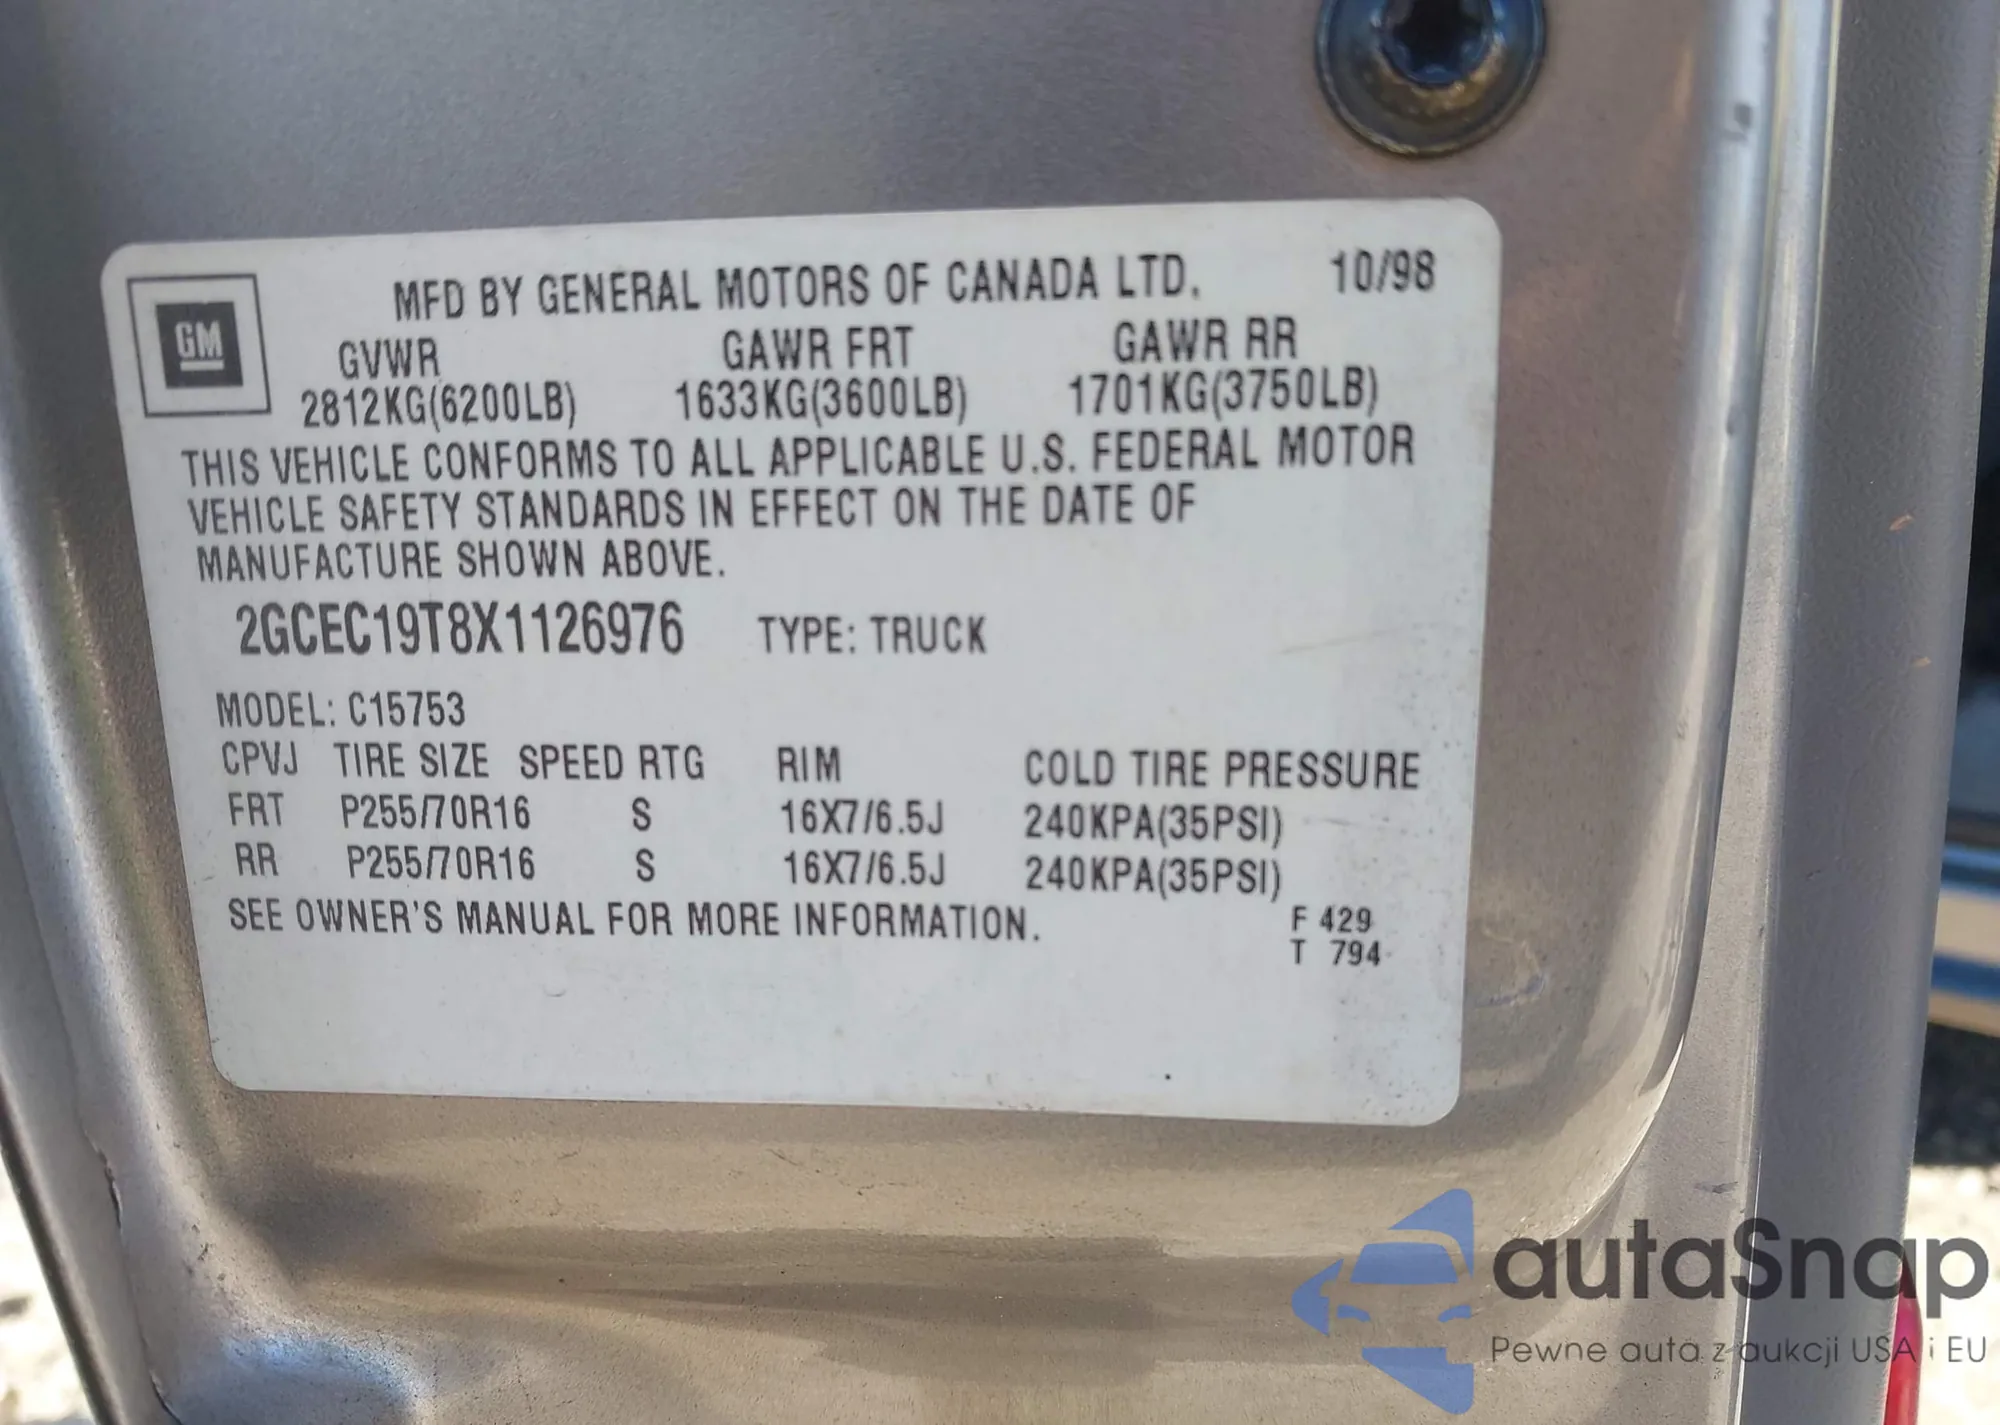 MFD BY GENERAL MOTORS OF CANADA LTD. 10/98
GM
GVWR GAWR FRT GAWR RR
2812KG(6200LB) 1633KG(3600LB) 1701KG(3750LB)
THIS VEHICLE CONFORMS TO ALL APPLICABLE U.S. FEDERAL MOTOR
VEHICLE SAFETY STANDARDS IN EFFECT ON THE DATE OF
MANUFACTURE SHOWN ABOVE.
2GCEC19T8X1126976 TYPE: TRUCK
MODEL: C15753
CPVJ TIRE SIZE SPEED RTG RIM COLD TIRE PRESSURE
FRT P255/70R16 S 16X7/6.5J 240KPA(35PSI)
RR P255/70R16 S 16X7/6.5J 240KPA(35PSI)
SEE OWNER'S MANUAL FOR MORE INFORMATION.
F 429
T 794
autaSnap
Pewne auta z aukcji USA i EU